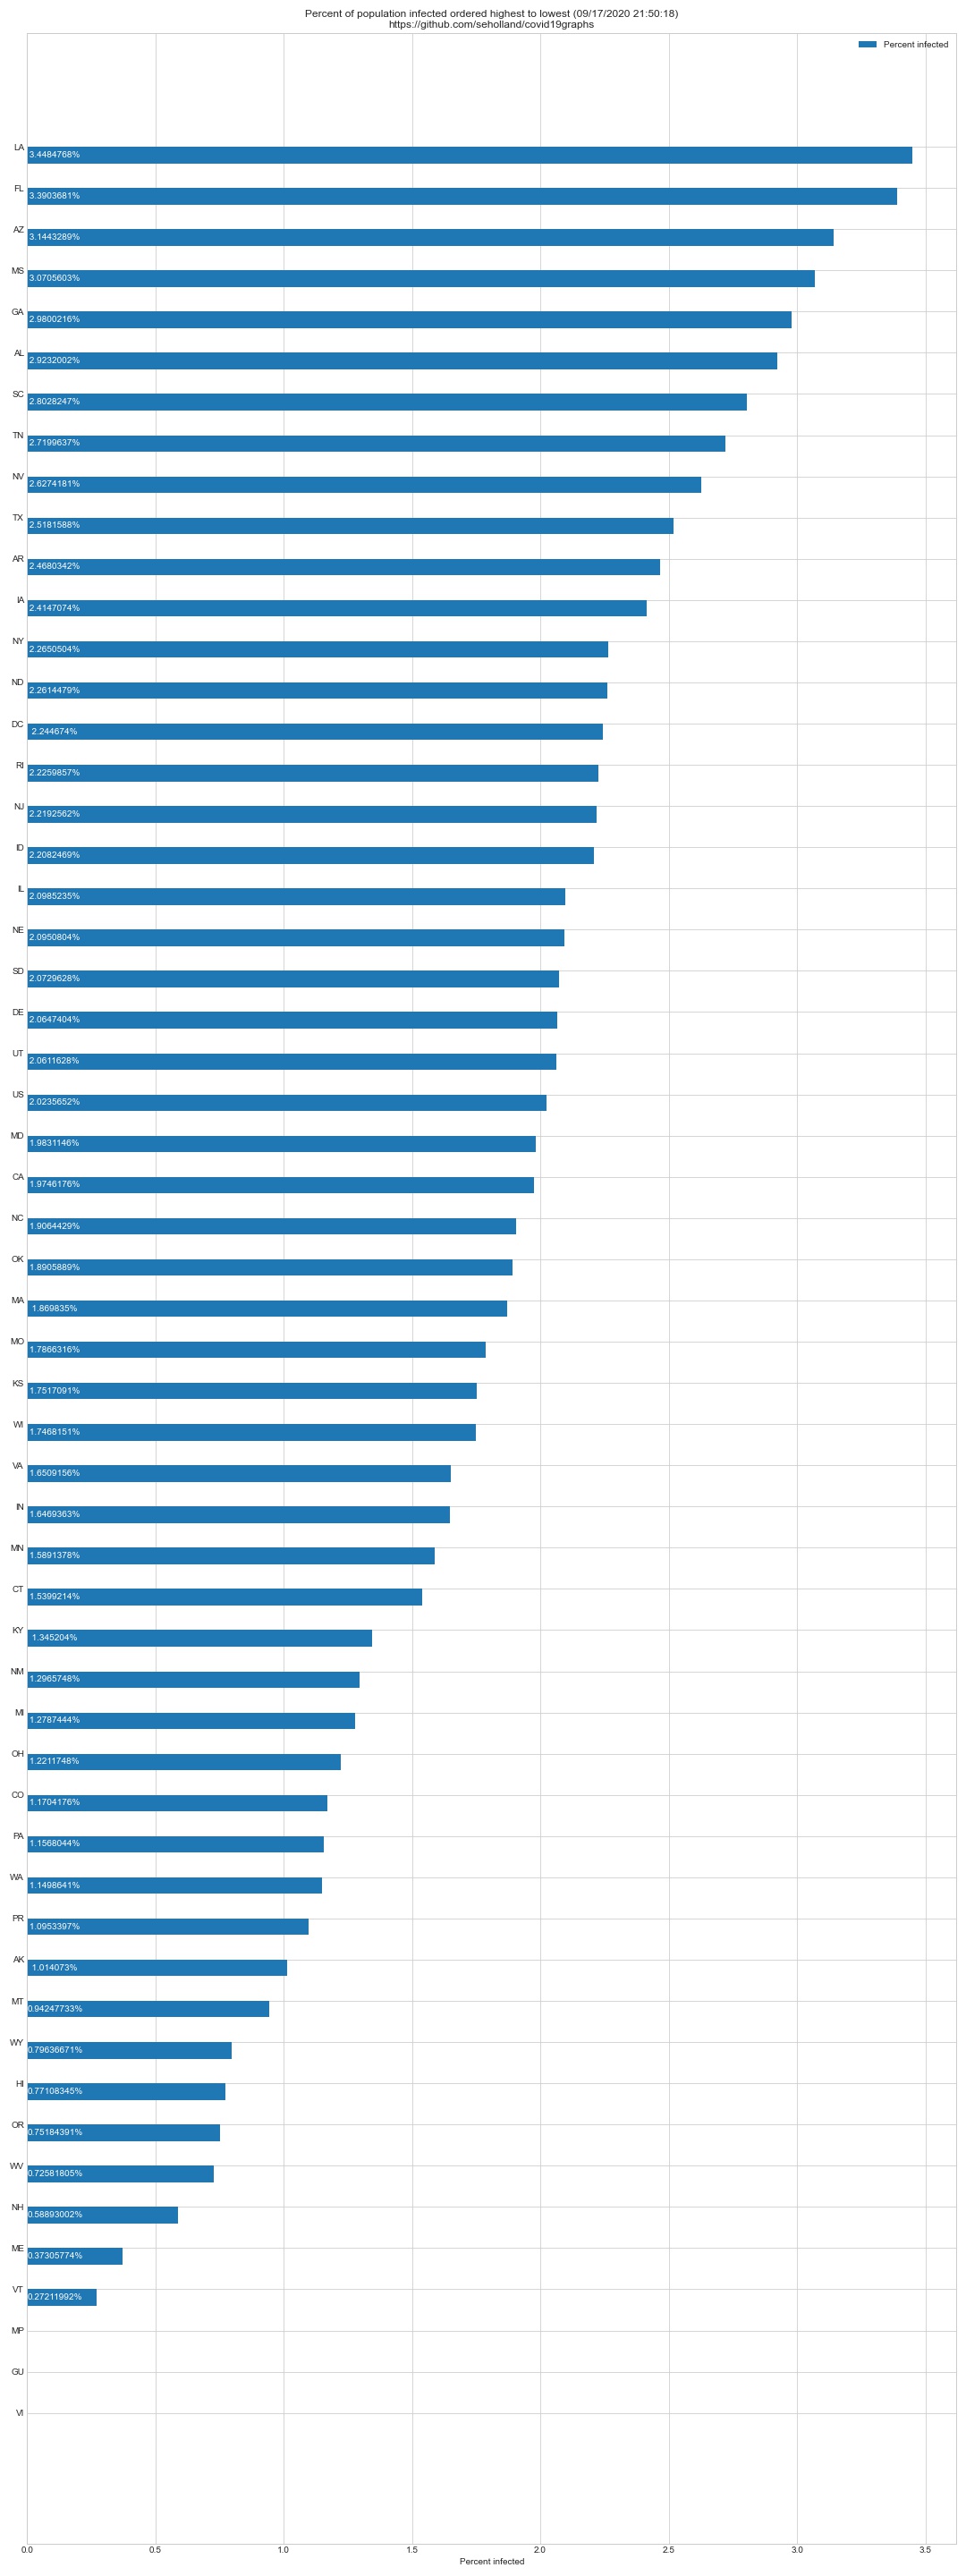 Percent of population infected ordered highest to lowest (09/17/2020 21:50:18)
https://github.com/seholland/covid19graphs
Percent infected
LA 3.4484768%
FL 3.3903681%
AZ 3.1443289%
MS 3.0705603%
GA 2.9800216%
AL 2.9232002%
SC 2.8028247%
TN 2.7199637%
NV 2.6274181%
TX 2.5181588%
AR 2.4680342%
IA 2.4147074%
NY 2.2650504%
ND 2.2614479%
DC 2.244674%
RI 2.2259857%
NJ 2.2192562%
ID 2.2082469%
IL 2.0985235%
NE 2.0950804%
SD 2.0729628%
DE 2.0647404%
UT 2.0611628%
US 2.0235652%
MD 1.9831146%
CA 1.9746176%
NC 1.9064429%
OK 1.8905889%
MA 1.869835%
MO 1.7866316%
KS 1.7517091%
WI 1.7468151%
VA 1.6509156%
IN 1.6469363%
MN 1.5891378%
CT 1.5399214%
KY 1.345204%
NM 1.2965748%
MI 1.2787444%
OH 1.2211748%
CO 1.1704176%
PA 1.1568044%
WA 1.1498641%
PR 1.0953397%
AK 1.014073%
MT 0.94247733%
WY 0.79636671%
HI 0.77108345%
OR 0.75184391%
WV 0.72581805%
NH 0.58893002%
ME 0.37305774%
VT 0.27211992%
MP
GU
VI
0.0 0.5 1.0 1.5 2.0 2.5 3.0 3.5
Percent infected